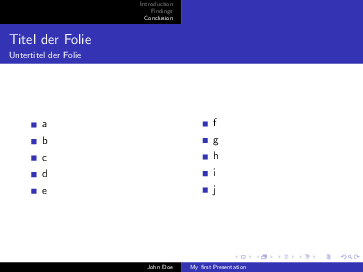 Introduction
Findings
Conclusion
Titel der Folie
Untertitel der Folie
a
b
c
d
e
f
g
h
i
j
John Doe
My first Presentation